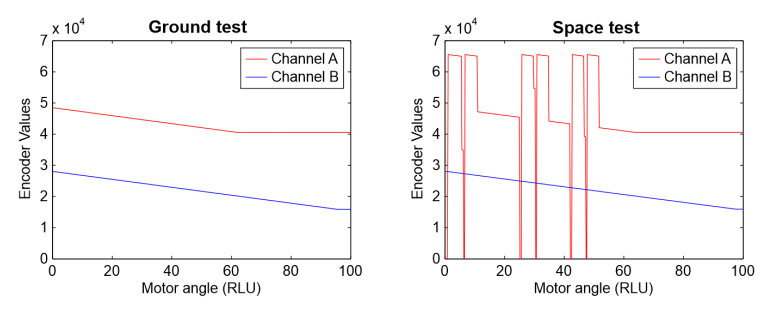 Ground test
7 x 10^4
6
5
4
3
2
1
0
0 20 40 60 80 100
Encoder Values
Motor angle (RLU)
Channel A
Channel B
Space test
7 x 10^4
6
5
4
3
2
1
0
0 20 40 60 80 100
Encoder Values
Motor angle (RLU)
Channel A
Channel B